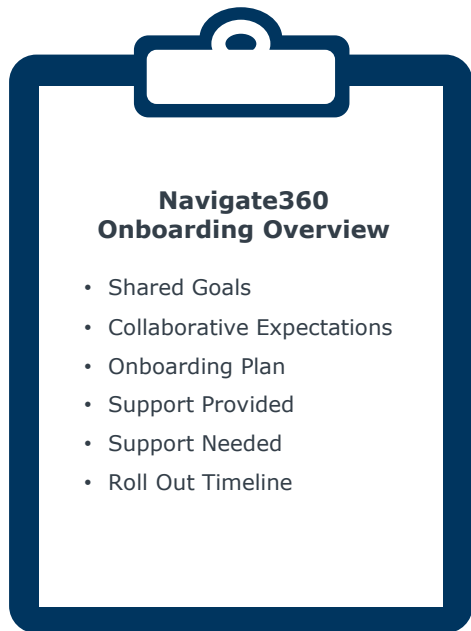 Navigate360
Onboarding Overview
• Shared Goals
• Collaborative Expectations
• Onboarding Plan
• Support Provided
• Support Needed
• Roll Out Timeline